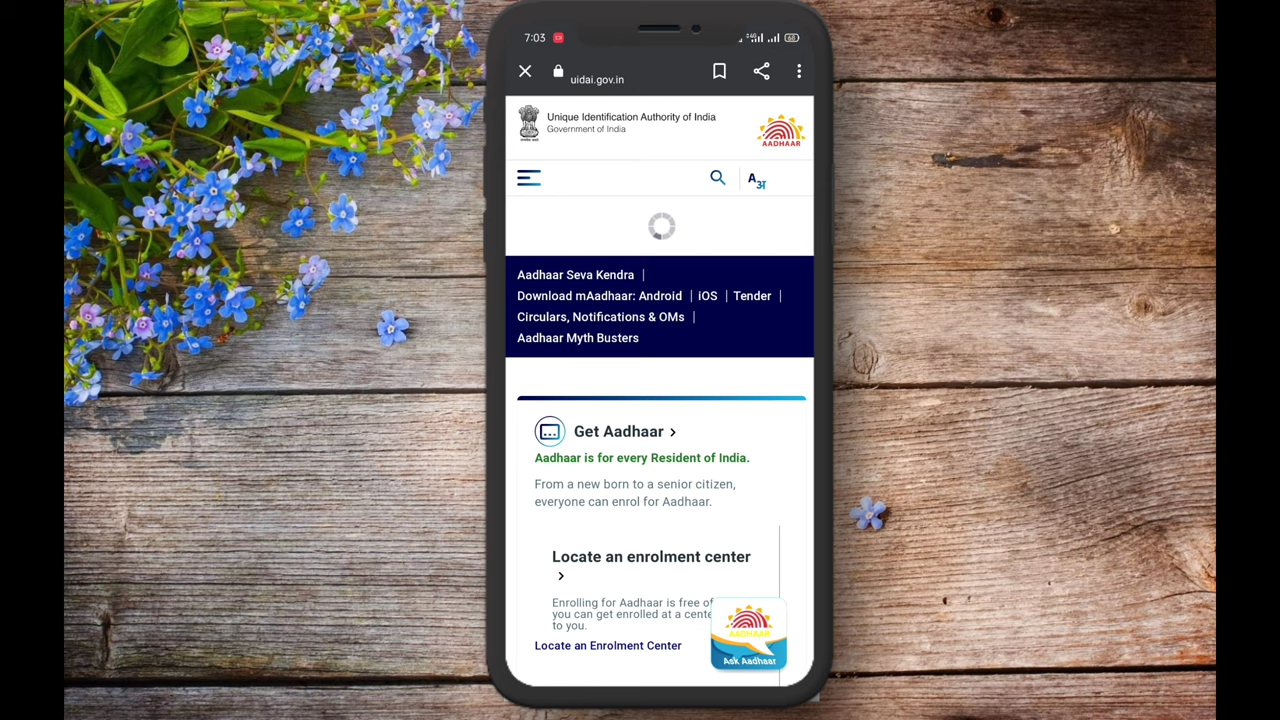 7:03
4G
68
uidai.gov.in
Unique Identification Authority of India
Government of India
AADHAAR
A अ
Aadhaar Seva Kendra |
Download mAadhaar: Android | iOS | Tender |
Circulars, Notifications & OMs |
Aadhaar Myth Busters
Get Aadhaar >
Aadhaar is for every Resident of India.
From a new born to a senior citizen,
everyone can enrol for Aadhaar.
Locate an enrolment center
>
Enrolling for Aadhaar is free of
you can get enrolled at a cente
to you.
Locate an Enrolment Center
AADHAAR
Ask Aadhaar